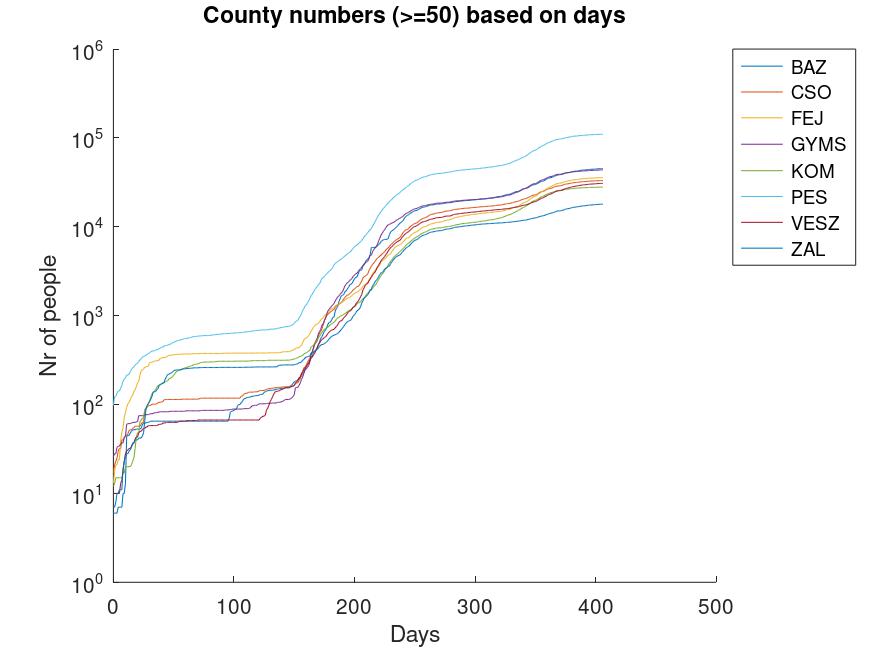 County numbers (>=50) based on days
10^6
10^5
10^4
10^3
10^2
10^1
10^0
Nr of people
0 100 200 300 400 500
Days
BAZ
CSO
FEJ
GYMS
KOM
PES
VESZ
ZAL